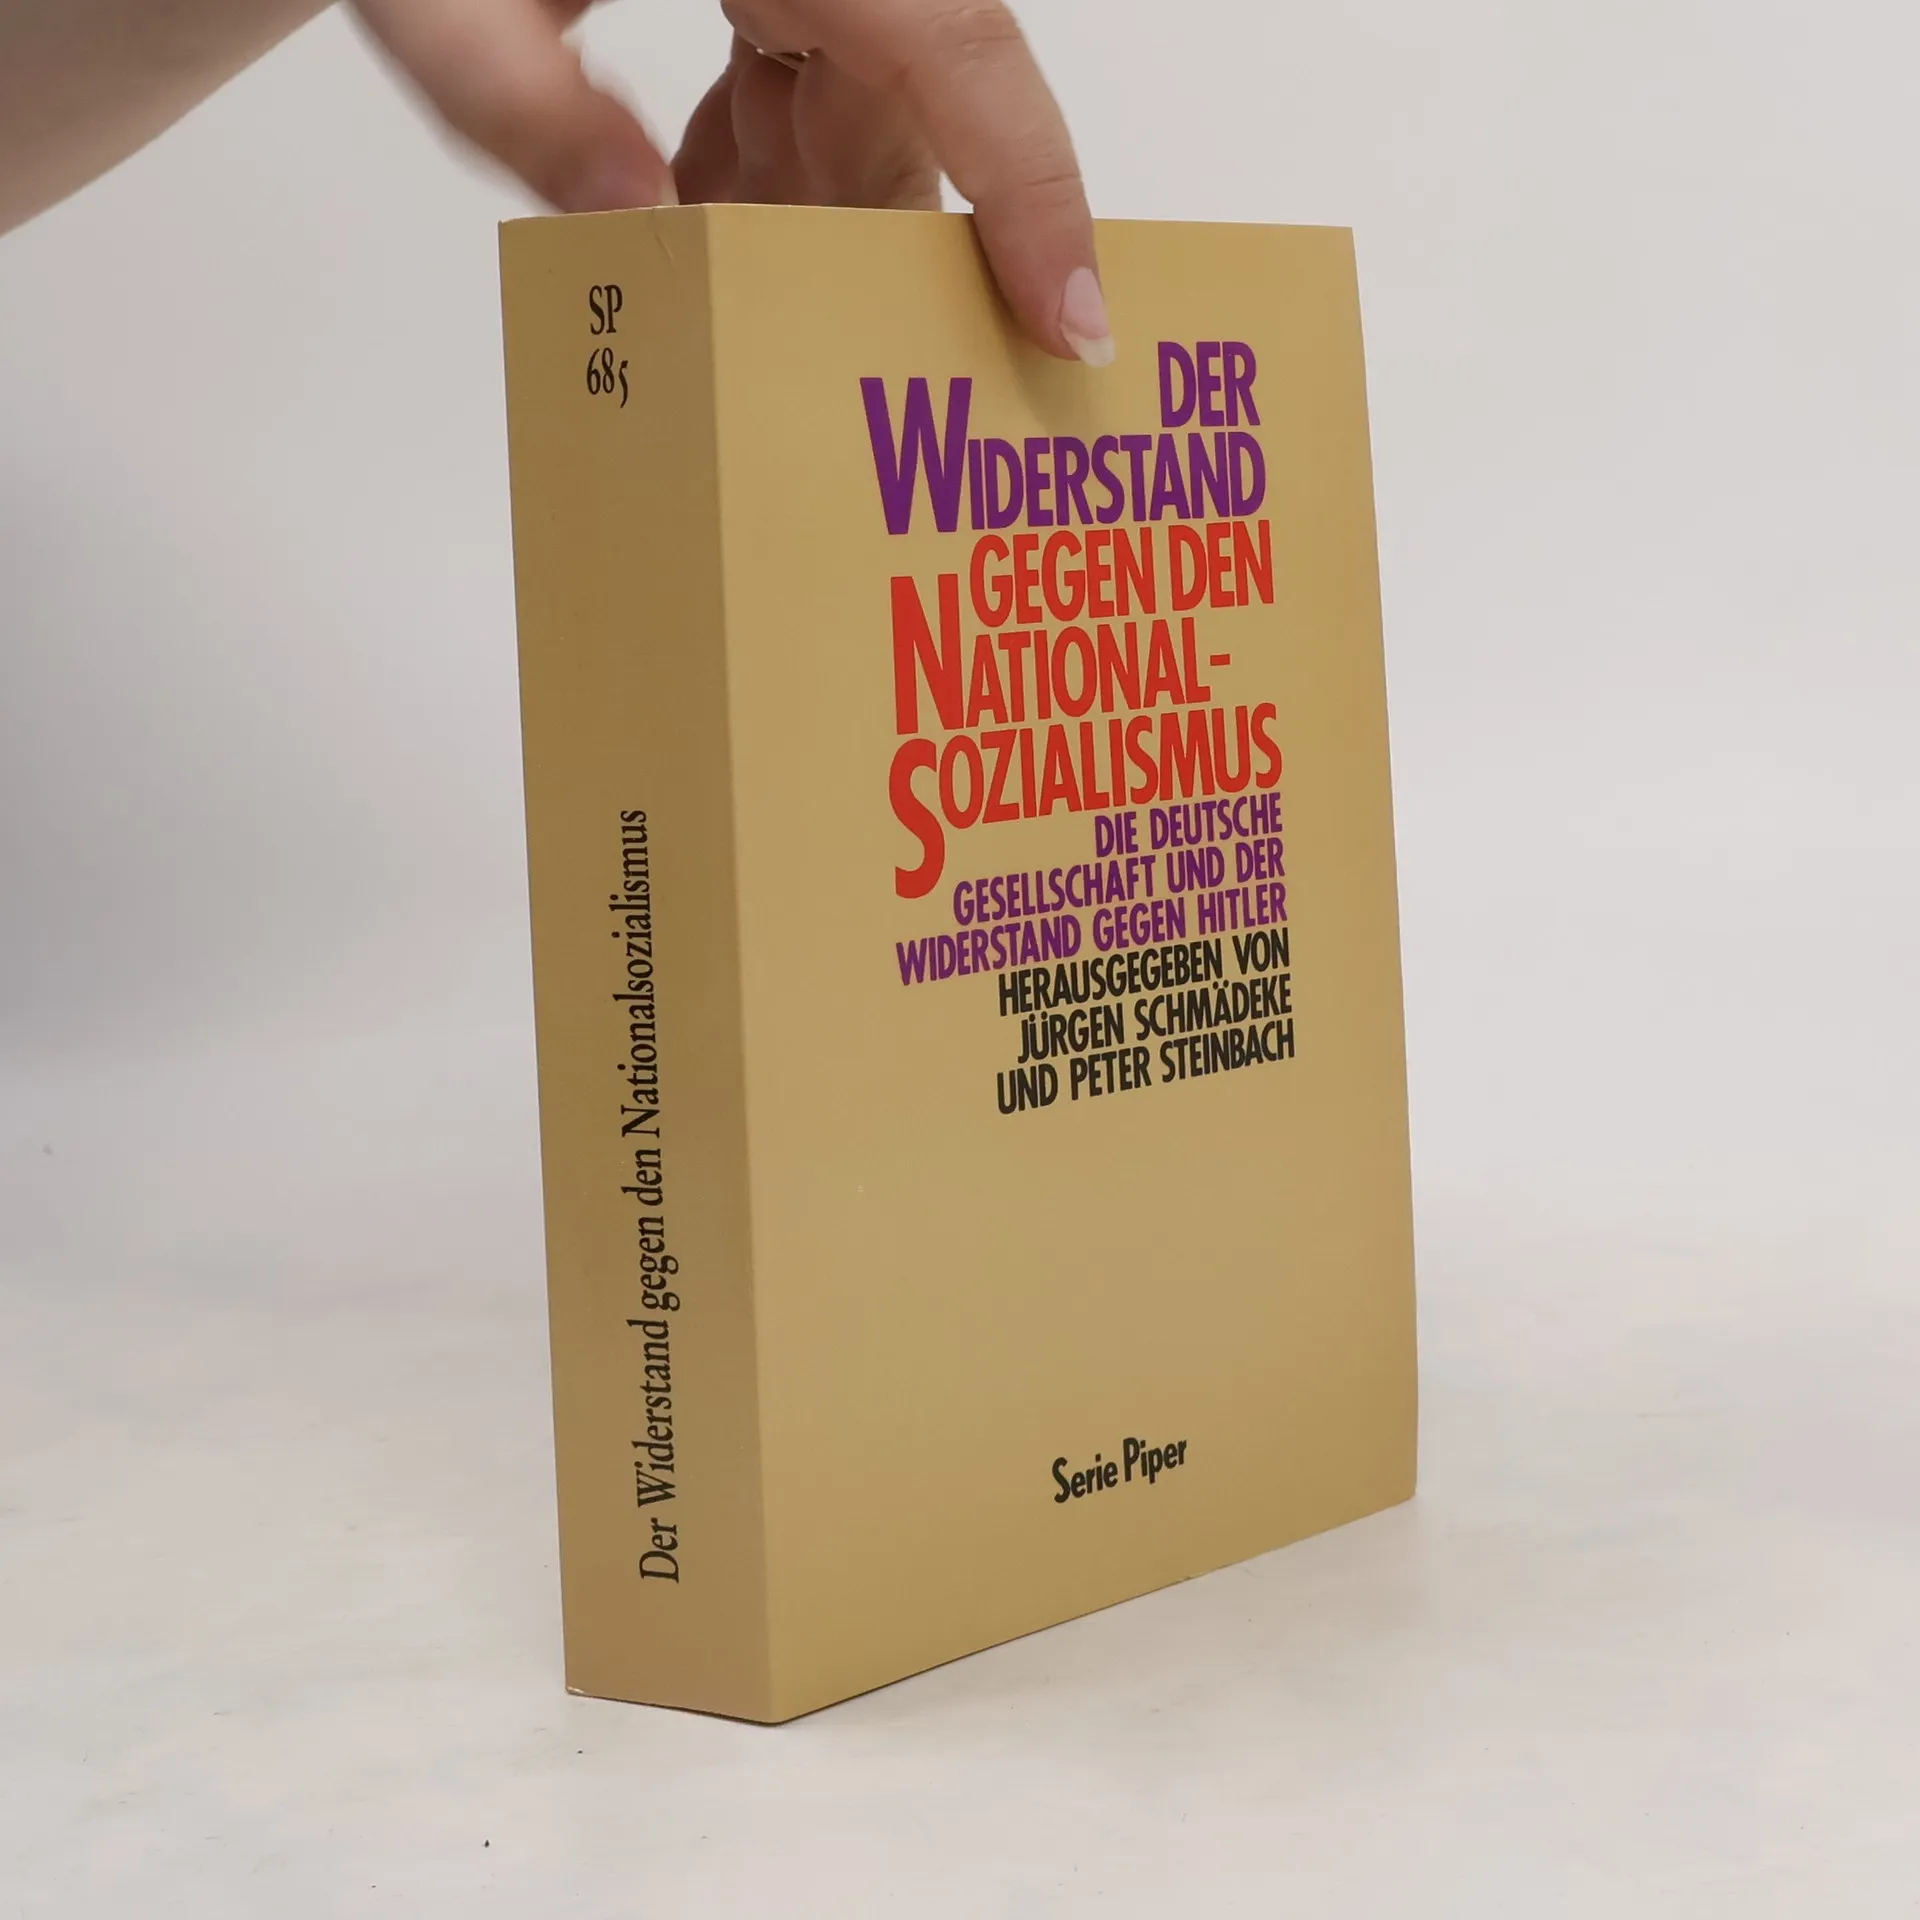 SP
685
Der Widerstand gegen den Nationalsozialismus
DER
WIDERSTAND
GEGEN DEN
NATIONAL-
SOZIALISMUS
DIE DEUTSCHE
GESELLSCHAFT UND DER
WIDERSTAND GEGEN HITLER
HERAUSGEGEBEN VON
JÜRGEN SCHMÄDEKE
UND PETER STEINBACH
Serie Piper